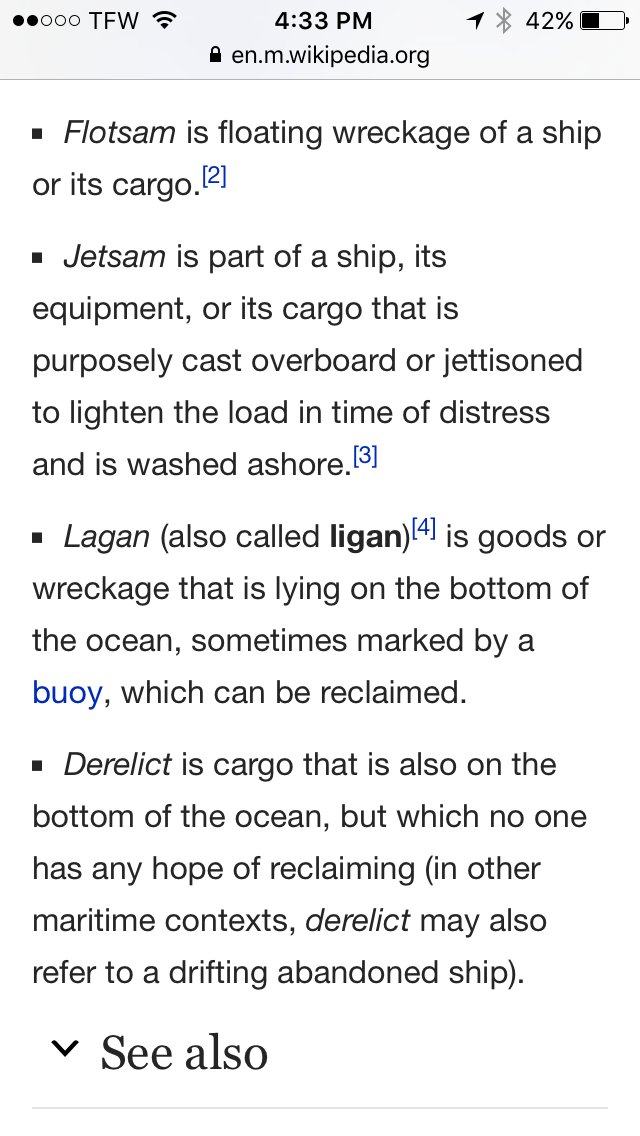 TFW 4:33 PM 42%
en.m.wikipedia.org
▪ Flotsam is floating wreckage of a ship
or its cargo.[2]
▪ Jetsam is part of a ship, its
equipment, or its cargo that is
purposely cast overboard or jettisoned
to lighten the load in time of distress
and is washed ashore.[3]
▪ Lagan (also called ligan)[4] is goods or
wreckage that is lying on the bottom of
the ocean, sometimes marked by a
buoy, which can be reclaimed.
▪ Derelict is cargo that is also on the
bottom of the ocean, but which no one
has any hope of reclaiming (in other
maritime contexts, derelict may also
refer to a drifting abandoned ship).
See also